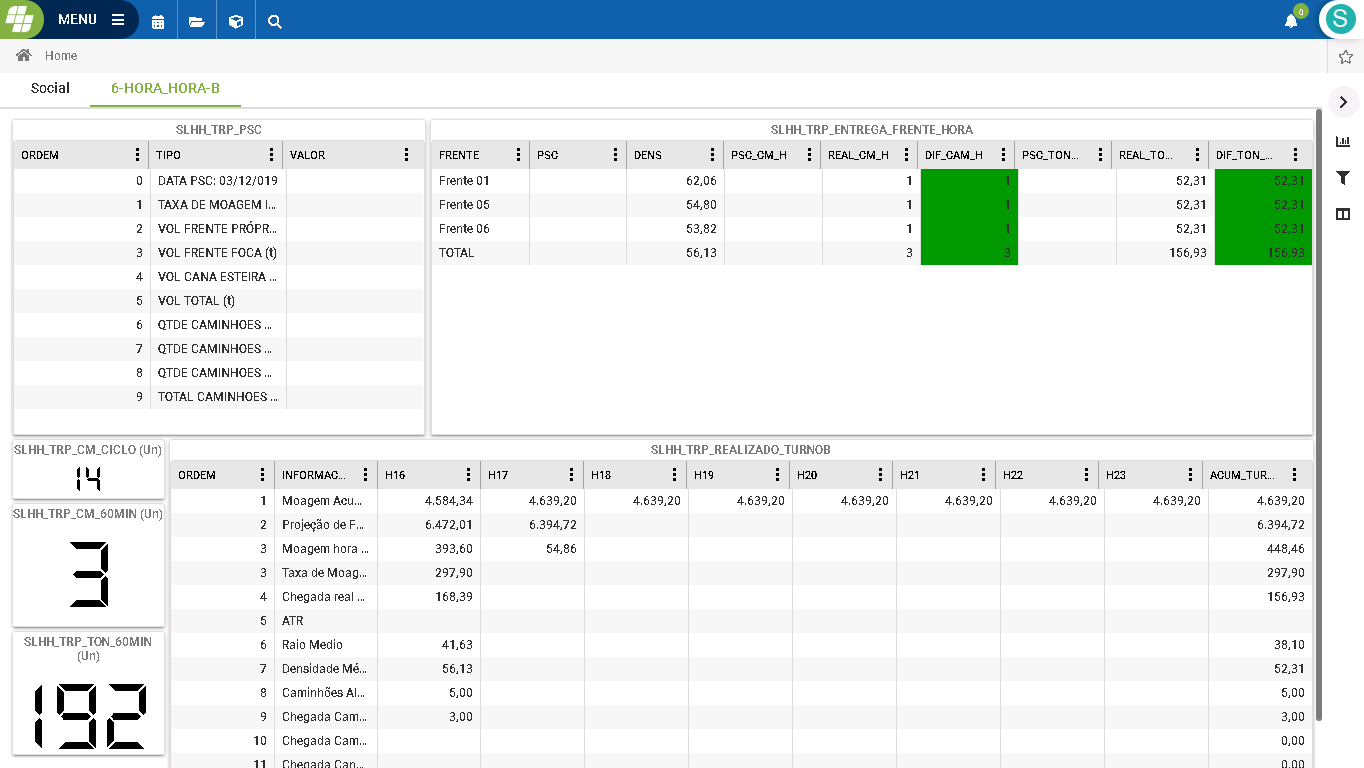 MENU
0
S
Home
Social 6-HORA_HORA-B
SLHH_TRP_PSC
ORDEM TIPO VALOR
0 DATA PSC: 03/12/019
1 TAXA DE MOAGEM I...
2 VOL FRENTE PRÓPR...
3 VOL FRENTE FOCA (t)
4 VOL CANA ESTEIRA ...
5 VOL TOTAL (t)
6 QTDE CAMINHOES ...
7 QTDE CAMINHOES ...
8 QTDE CAMINHOES ...
9 TOTAL CAMINHOES ...
SLHH_TRP_ENTREGA_FRENTE_HORA
FRENTE PSC DENS PSC_CM_H REAL_CM_H DIF_CAM_H PSC_TON... REAL_TO... DIF_TON_...
Frente 01 62,06 1 1 52,31 52,31
Frente 05 54,80 1 1 52,31 52,31
Frente 06 53,82 1 1 52,31 52,31
TOTAL 56,13 3 3 156,93 156,93
SLHH_TRP_CM_CICLO (Un)
14
SLHH_TRP_CM_60MIN (Un)
3
SLHH_TRP_TON_60MIN
(Un)
192
SLHH_TRP_REALIZADO_TURNOB
ORDEM INFORMAC... H16 H17 H18 H19 H20 H21 H22 H23 ACUM_TUR...
1 Moagem Acu... 4.584,34 4.639,20 4.639,20 4.639,20 4.639,20 4.639,20 4.639,20 4.639,20 4.639,20
2 Projeção de F... 6.472,01 6.394,72 6.394,72
3 Moagem hora ... 393,60 54,86 448,46
3 Taxa de Moag... 297,90 297,90
4 Chegada real ... 168,39 156,93
5 ATR
6 Raio Medio 41,63 38,10
7 Densidade Mé... 56,13 52,31
8 Caminhões Al... 5,00 5,00
9 Chegada Cam... 3,00 3,00
10 Chegada Cam... 0,00
11 Chegada Can... 0,00